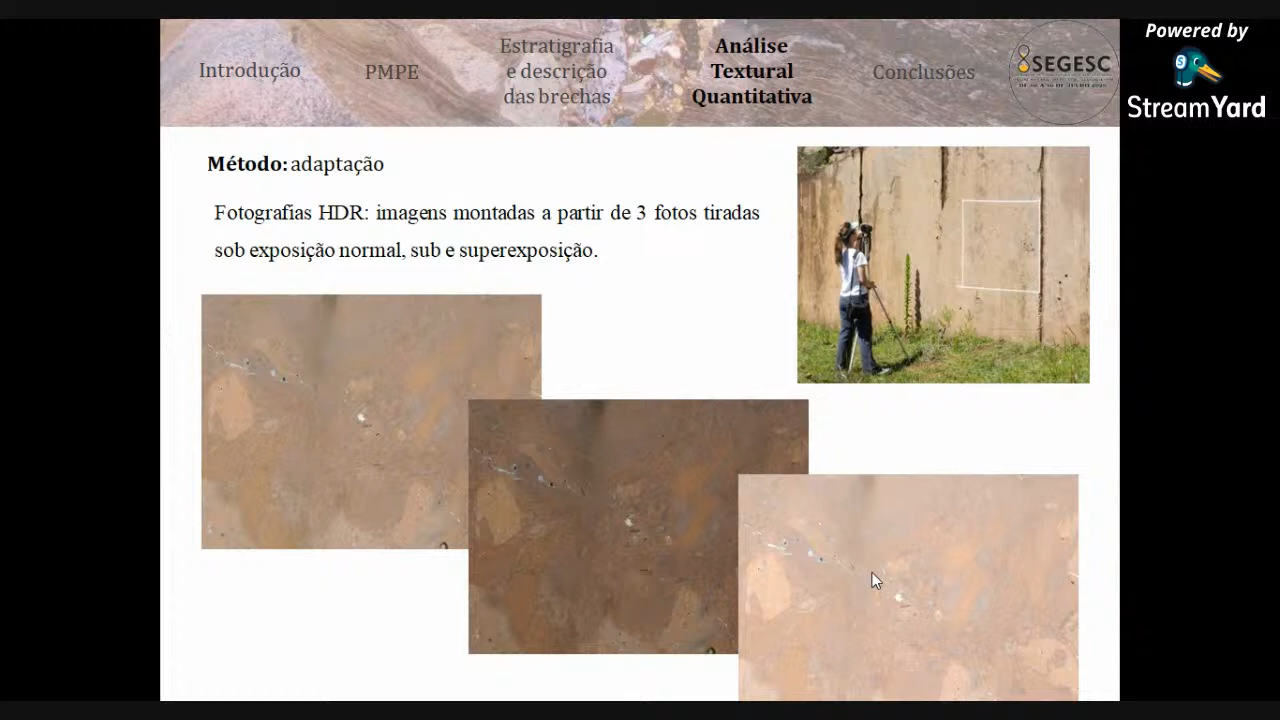 Introdução
PMPE
Estratigrafia
e descrição
das brechas
Análise
Textural
Quantitativa
Conclusões
SEGESC
Powered by
StreamYard
Método: adaptação
Fotografias HDR: imagens montadas a partir de 3 fotos tiradas
sob exposição normal, sub e superexposição.